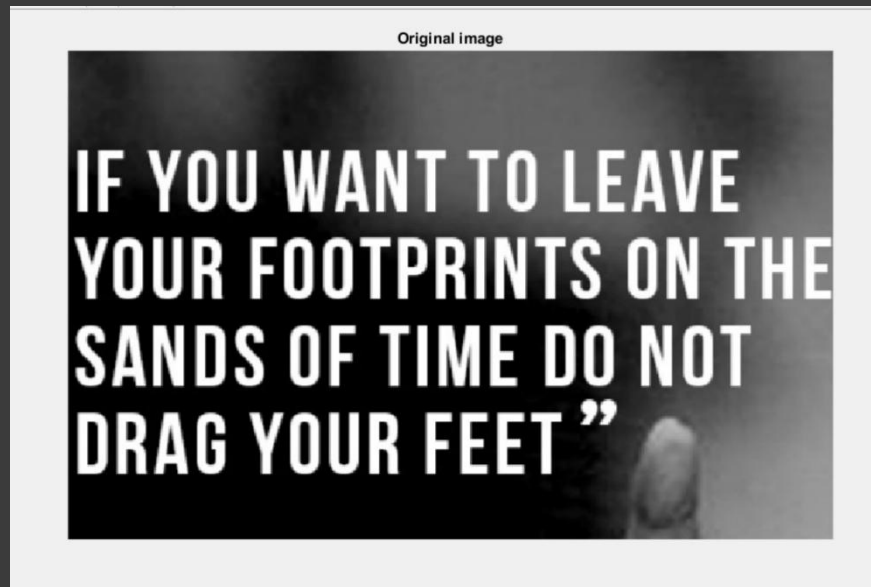 Original image
IF YOU WANT TO LEAVE
YOUR FOOTPRINTS ON THE
SANDS OF TIME DO NOT
DRAG YOUR FEET ”